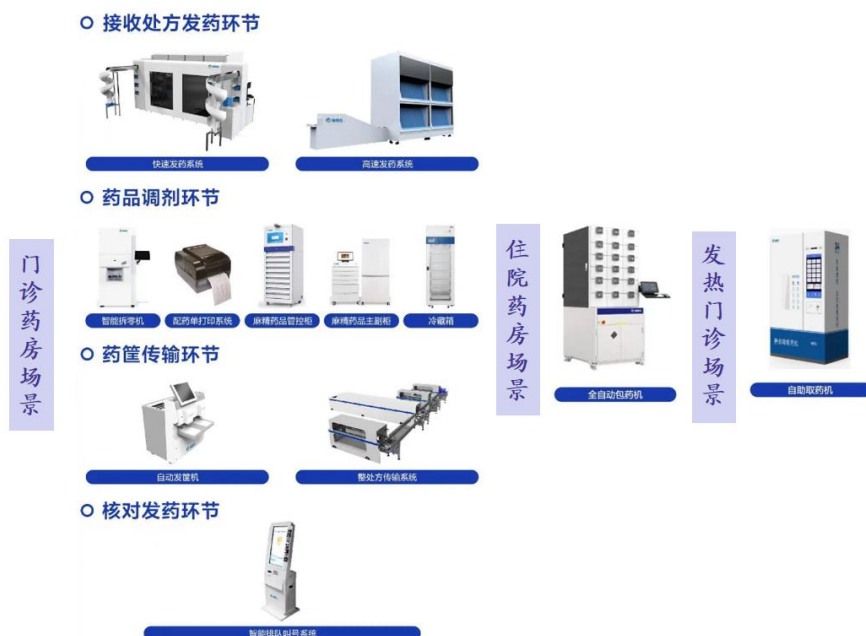 门诊药房场景
接收处方发药环节
快速发药系统
高速发药系统
药品调剂环节
智能拆零机
配药单打印系统
麻精药品管控柜
麻精药品主副柜
冷藏箱
药筐传输环节
自动发筐机
整处方传输系统
核对发药环节
智能排队叫号系统
住院药房场景
全自动包药机
发热门诊场景
自助取药机